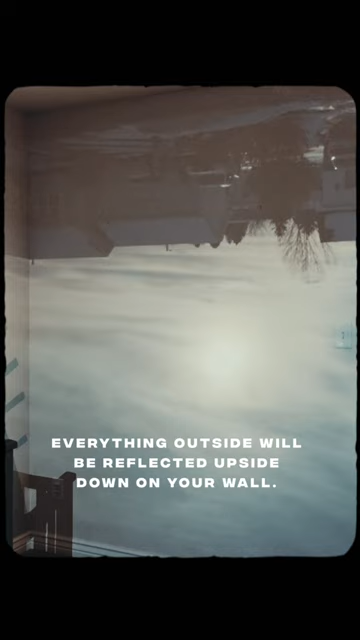 EVERYTHING OUTSIDE WILL
BE REFLECTED UPSIDE
DOWN ON YOUR WALL.